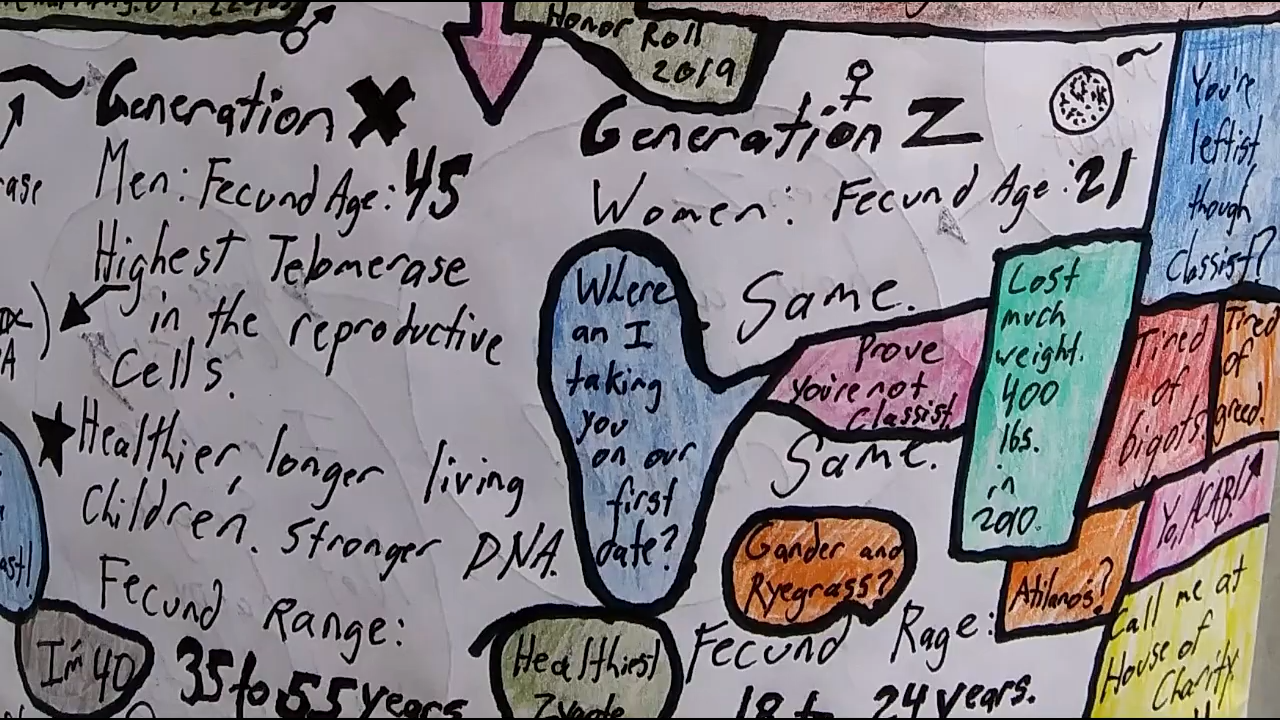 Honor Roll
2019
Generation X
Men: Fecund Age: 45
Highest Telomerase
in the reproductive
Cells.
Healthier, longer living
Children. Stronger DNA.
Fecund Range:
35 to 55 years
I'm 40
Generation Z
Women: Fecund Age: 21
Same.
Same.
Where
an I
taking
you
on our
first
date?
Prove
You're not
Classist.
Lost
much
weight.
400
lbs.
in
2010.
You're
leftist,
though
Classist?
Tired
of
bigots!
Tired
of
greed.
Yo, ACAB!
Atilano's?
Gander and
Ryegrass?
Call me at
House of
Charity.
Fecund Rage:
18 to 24 years.
Healthiest
Zygote